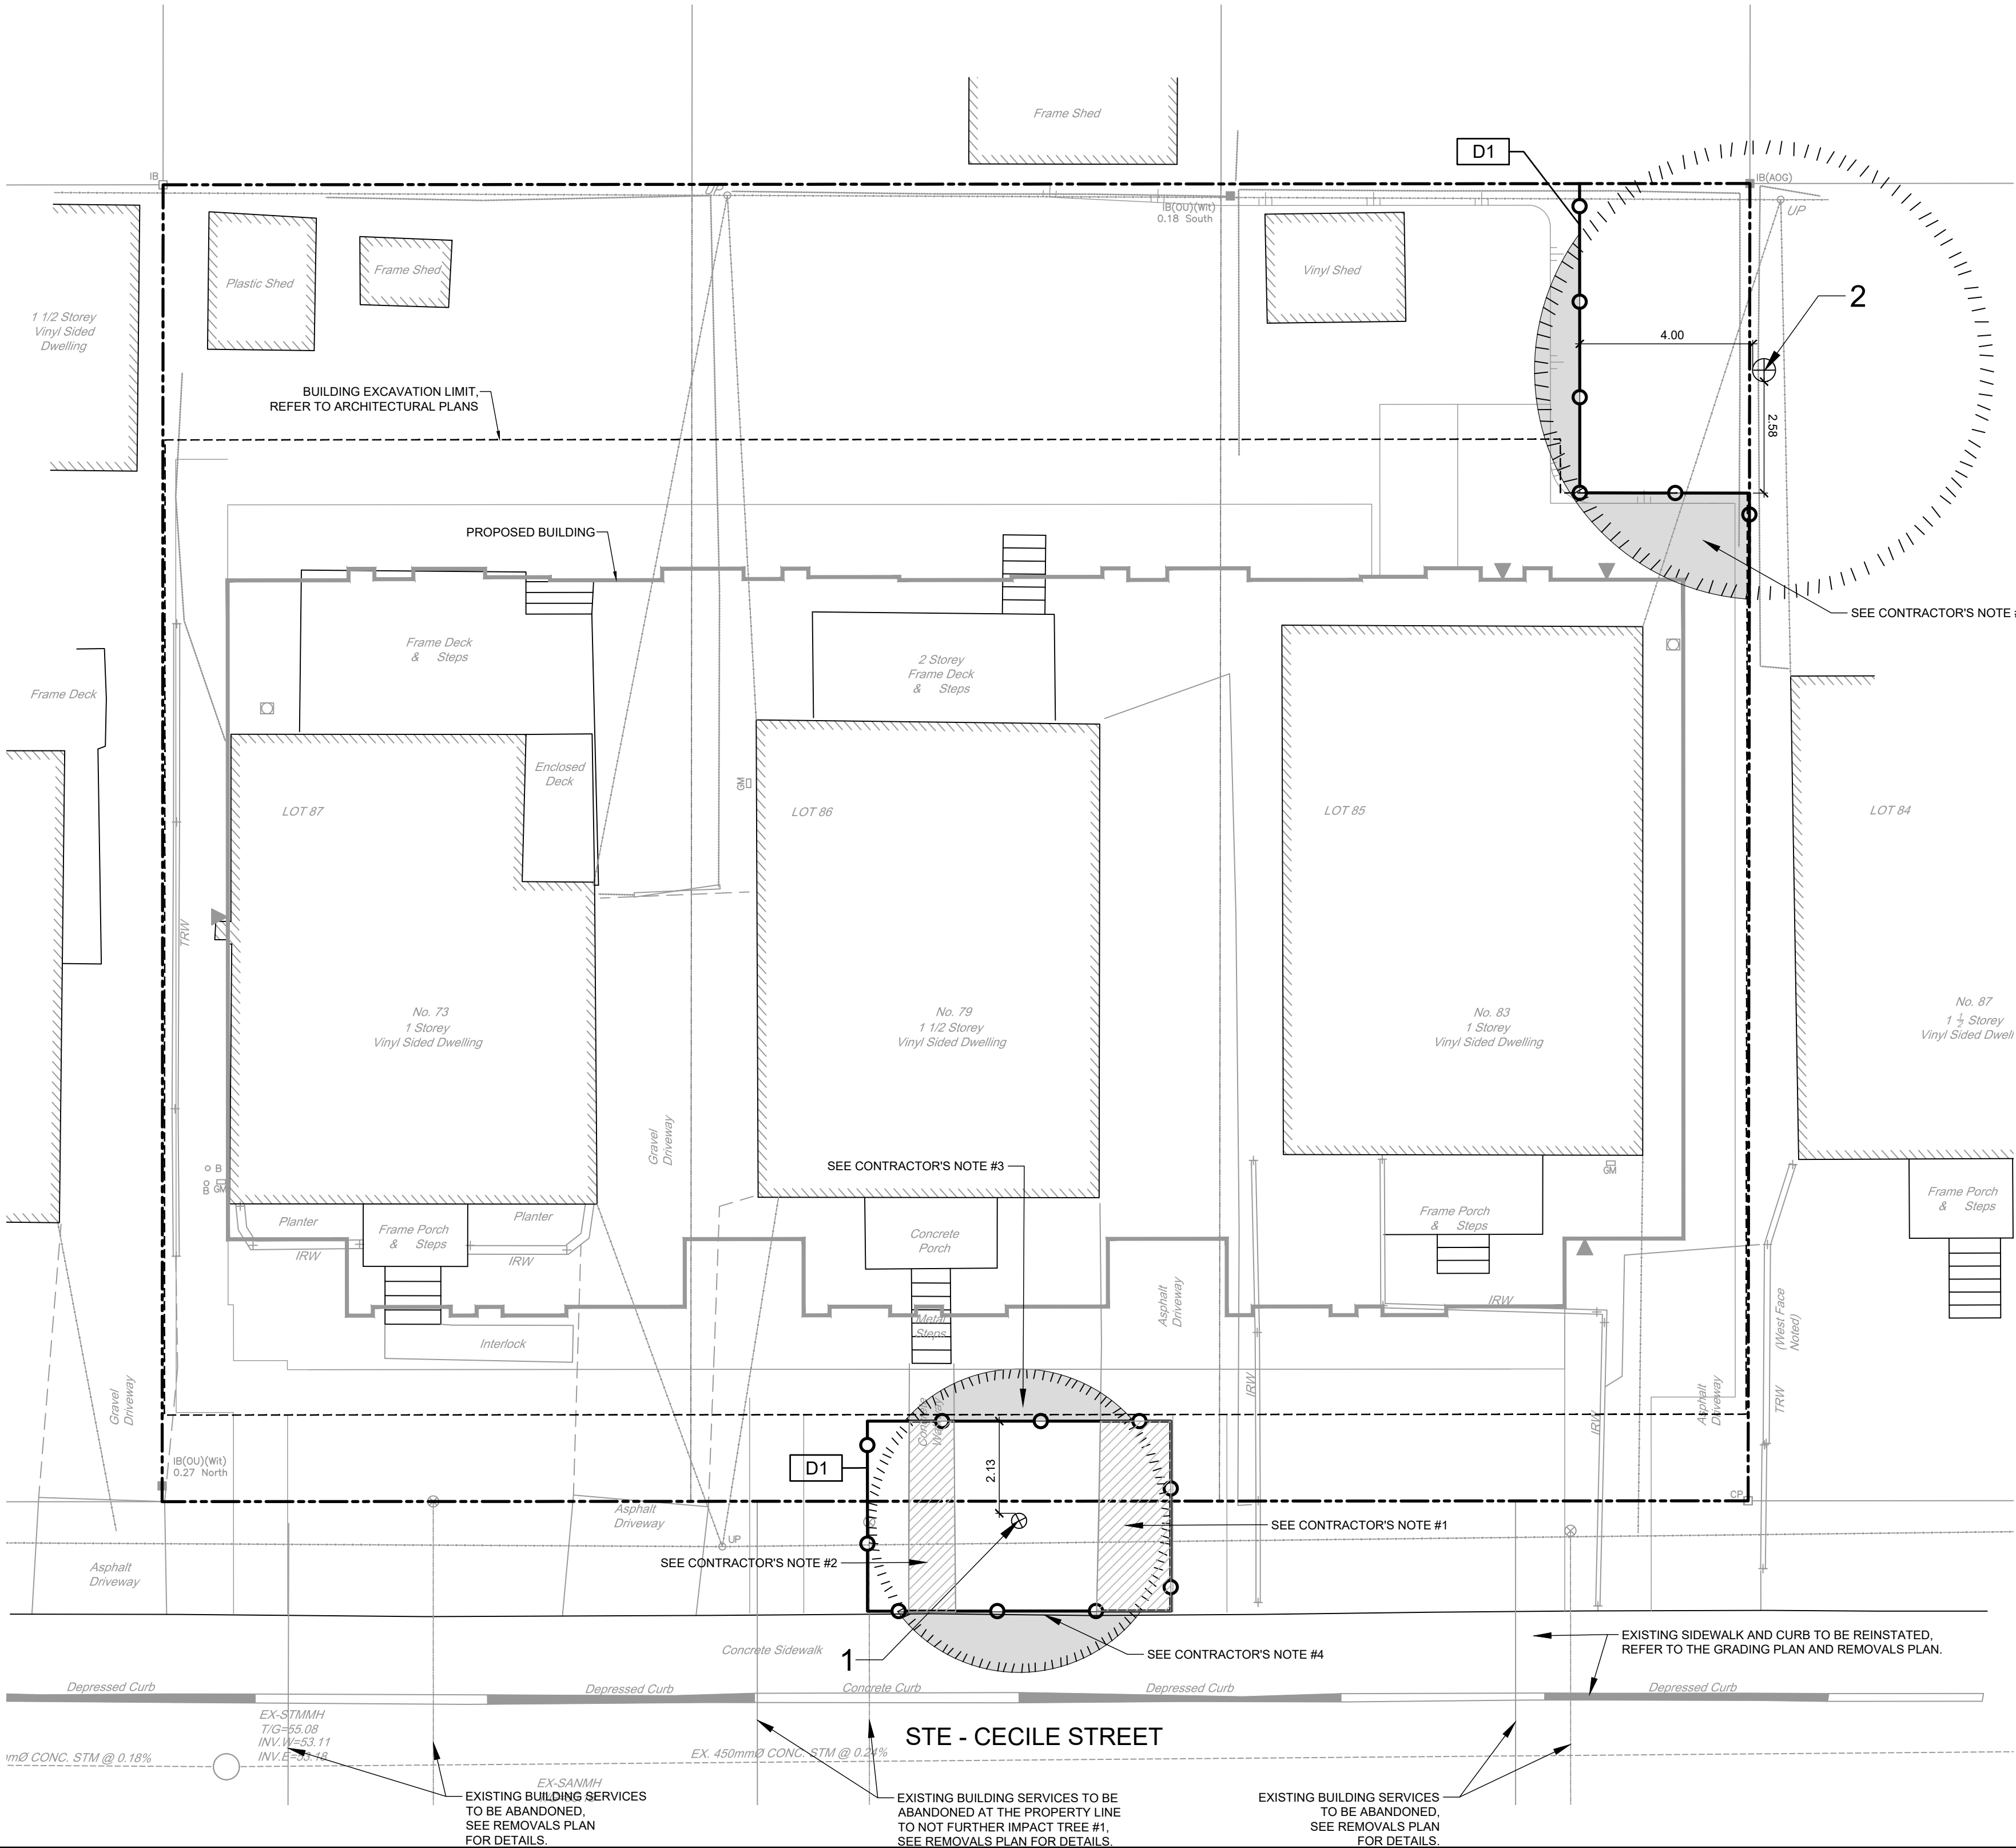 Frame Shed
D1
IB
UP
IB(AOG)
UP
IB(OU)(Wit)
0.18 South
Plastic Shed
Frame Shed
Vinyl Shed
2
1 1/2 Storey
Vinyl Sided
Dwelling
4.00
BUILDING EXCAVATION LIMIT,
REFER TO ARCHITECTURAL PLANS
2.58
PROPOSED BUILDING
SEE CONTRACTOR'S NOTE
Frame Deck
& Steps
2 Storey
Frame Deck
& Steps
Frame Deck
Enclosed
Deck
GM
LOT 87
LOT 86
LOT 85
LOT 84
TRW
No. 73
1 Storey
Vinyl Sided Dwelling
No. 79
1 1/2 Storey
Vinyl Sided Dwelling
No. 83
1 Storey
Vinyl Sided Dwelling
No. 87
1 1/2 Storey
Vinyl Sided Dwell
Gravel
Driveway
SEE CONTRACTOR'S NOTE #3
B
B
GM
GM
Planter
Frame Porch
& Steps
Planter
IRW
IRW
Concrete
Porch
Frame Porch
& Steps
Frame Porch
& Steps
Metal
Steps
Asphalt
Driveway
IRW
(West Face
Noted)
Interlock
Gravel
Driveway
IRW
IRW
Asphalt
Driveway
TRW
IB(OU)(Wit)
0.27 North
D1
2.13
CP
Asphalt
Driveway
UP
SEE CONTRACTOR'S NOTE #1
SEE CONTRACTOR'S NOTE #2
Asphalt
Driveway
Concrete Sidewalk
1
SEE CONTRACTOR'S NOTE #4
EXISTING SIDEWALK AND CURB TO BE REINSTATED,
REFER TO THE GRADING PLAN AND REMOVALS PLAN.
Depressed Curb
Depressed Curb
Concrete Curb
Depressed Curb
Depressed Curb
EX-STMMH
T/G=55.08
INV.W=53.11
INV.E=53.18
STE - CECILE STREET
mØ CONC. STM @ 0.18%
EX. 450mmØ CONC. STM @ 0.24%
EX-SANMH
EXISTING BUILDING SERVICES
TO BE ABANDONED,
SEE REMOVALS PLAN
FOR DETAILS.
EXISTING BUILDING SERVICES TO BE
ABANDONED AT THE PROPERTY LINE
TO NOT FURTHER IMPACT TREE #1,
SEE REMOVALS PLAN FOR DETAILS.
EXISTING BUILDING SERVICES
TO BE ABANDONED,
SEE REMOVALS PLAN
FOR DETAILS.